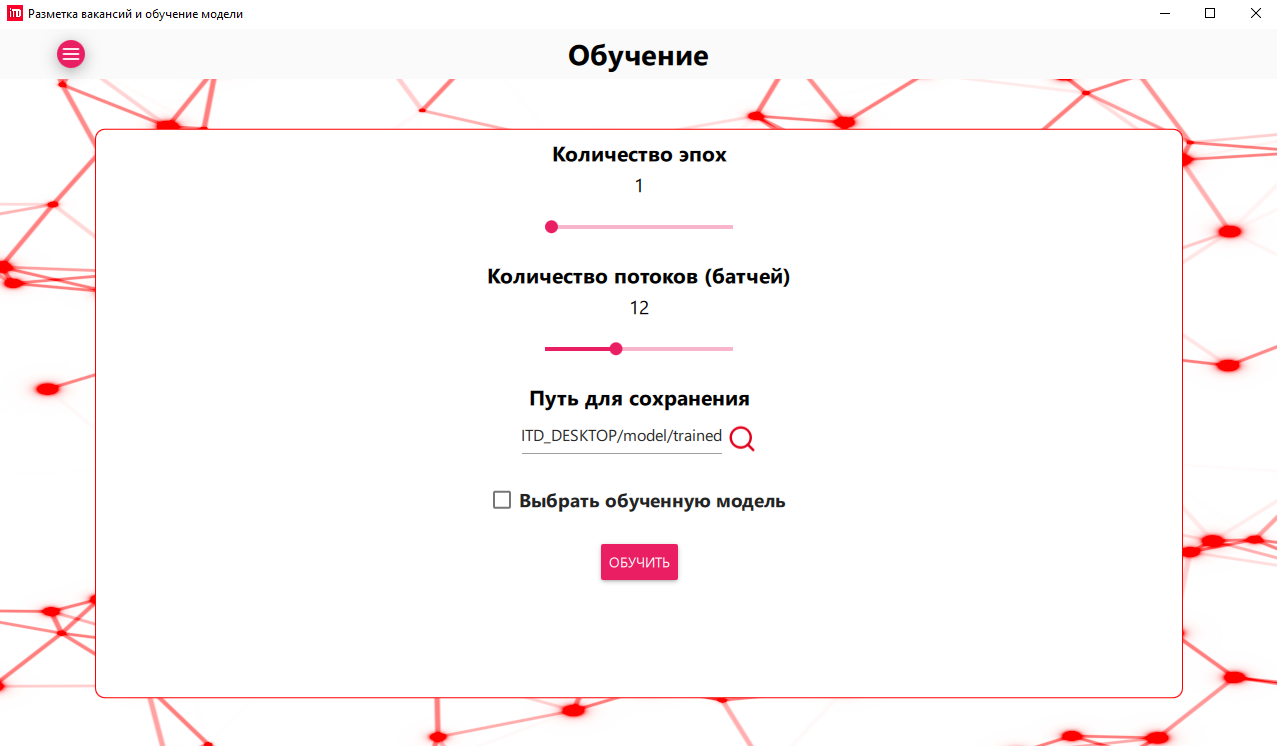 iTD Разметка вакансий и обучение модели
Обучение
Количество эпох
1
Количество потоков (батчей)
12
Путь для сохранения
ITD_DESKTOP/model/trained
Выбрать обученную модель
ОБУЧИТЬ